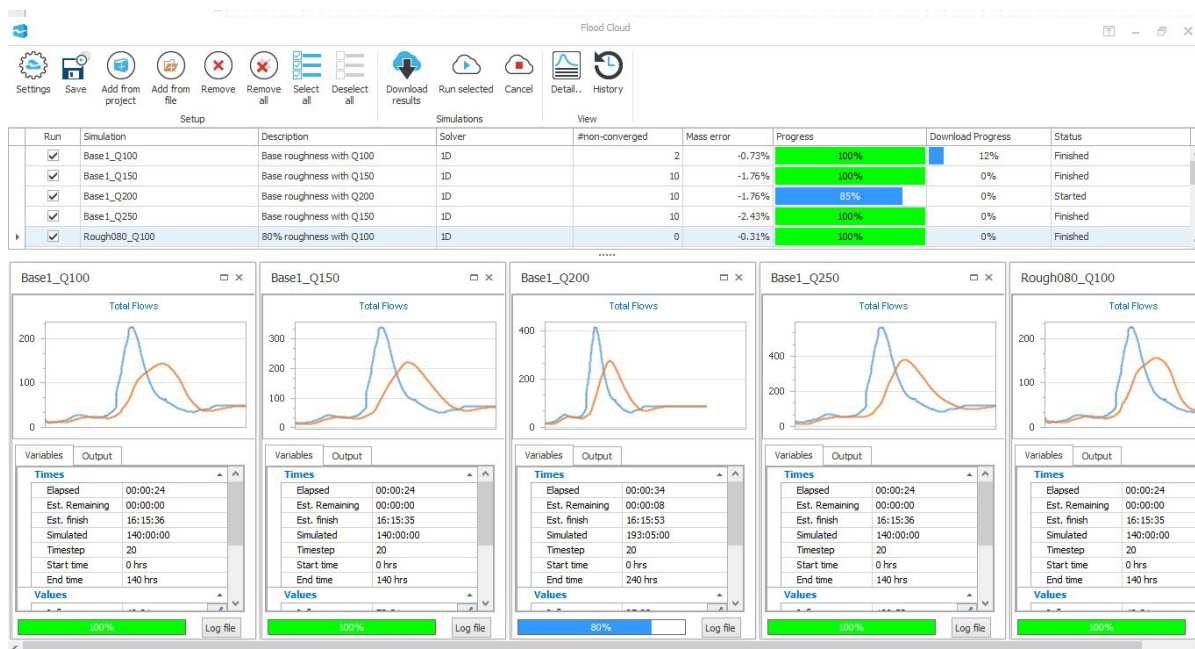 Flood Cloud
Settings Save Add from project Add from file Remove Remove all Select all Deselect all Download results Run selected Cancel Detail.. History
Setup Simulations View
Run Simulation Description Solver #non-converged Mass error Progress Download Progress Status
Base1_Q100 Base roughness with Q100 1D 2 -0.73% 100% 12% Finished
Base1_Q150 Base roughness with Q150 1D 10 -1.76% 100% 0% Finished
Base1_Q200 Base roughness with Q200 1D 10 -1.76% 85% 0% Started
Base1_Q250 Base roughness with Q150 1D 10 -2.43% 100% 0% Finished
Rough080_Q100 80% roughness with Q100 1D 0 -0.31% 100% 0% Finished
Base1_Q100
Total Flows
200
100
0
Variables Output
Times
Elapsed 00:00:24
Est. Remaining 00:00:00
Est. finish 16:15:36
Simulated 140:00:00
Timestep 20
Start time 0 hrs
End time 140 hrs
Values
100% Log file
Base1_Q150
Total Flows
300
200
100
0
Variables Output
Times
Elapsed 00:00:24
Est. Remaining 00:00:00
Est. finish 16:15:35
Simulated 140:00:00
Timestep 20
Start time 0 hrs
End time 140 hrs
Values
100% Log file
Base1_Q200
Total Flows
400
200
0
Variables Output
Times
Elapsed 00:00:34
Est. Remaining 00:00:08
Est. finish 16:15:53
Simulated 193:05:00
Timestep 20
Start time 0 hrs
End time 240 hrs
Values
80% Log file
Base1_Q250
Total Flows
400
200
0
Variables Output
Times
Elapsed 00:00:24
Est. Remaining 00:00:00
Est. finish 16:15:36
Simulated 140:00:00
Timestep 20
Start time 0 hrs
End time 140 hrs
Values
100% Log file
Rough080_Q100
Total Flows
200
100
0
Variables Output
Times
Elapsed 00:00:24
Est. Remaining 00:00:00
Est. finish 16:15:35
Simulated 140:00:00
Timestep 20
Start time 0 hrs
End time 140 hrs
Values
100%